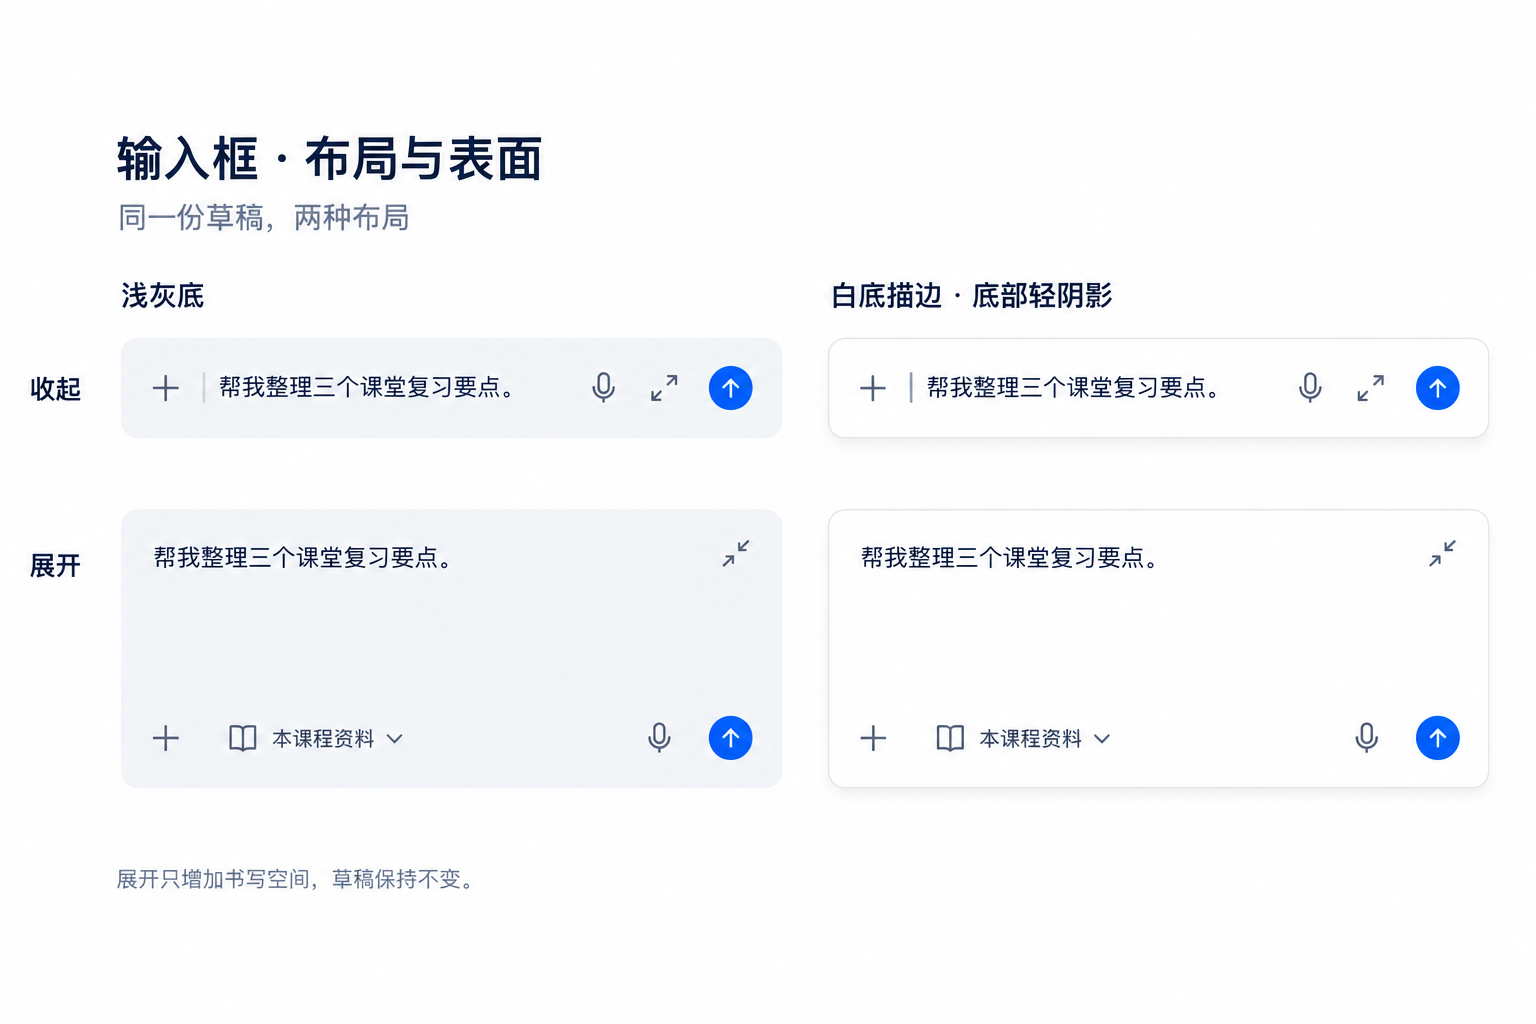 输入框 · 布局与表面
同一份草稿，两种布局
浅灰底
白底描边 · 底部轻阴影
收起
帮我整理三个课堂复习要点。
帮我整理三个课堂复习要点。
展开
帮我整理三个课堂复习要点。
帮我整理三个课堂复习要点。
本课程资料
本课程资料
展开只增加书写空间，草稿保持不变。